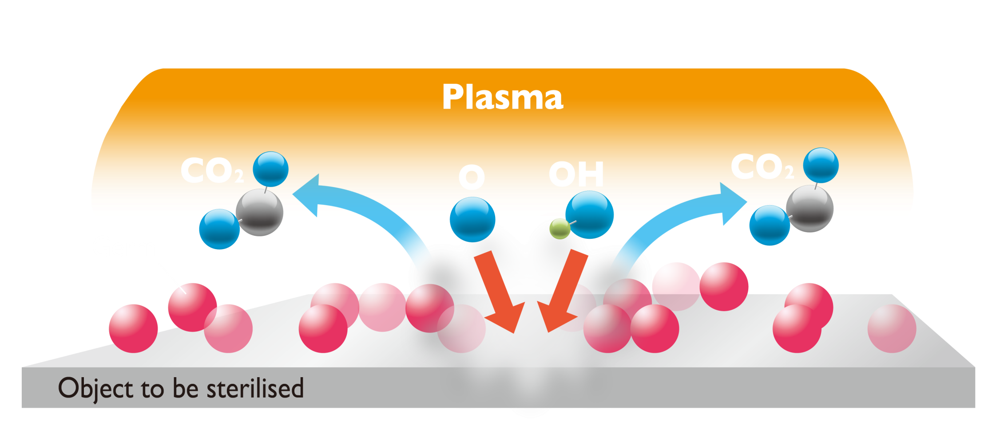 Plasma
CO₂
O
OH
CO₂
Object to be sterilised